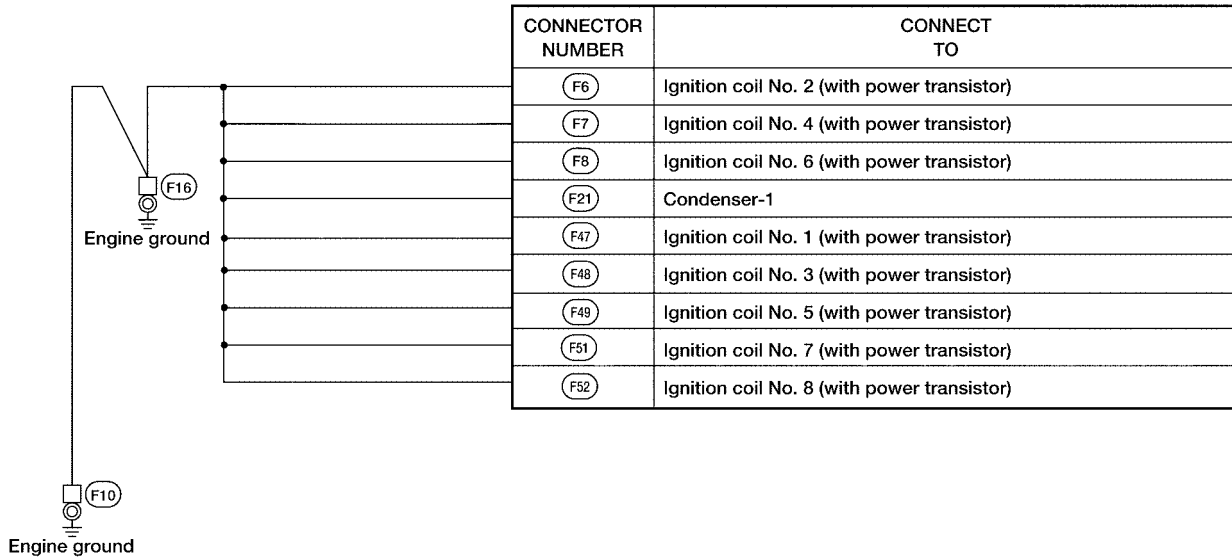 CONNECTOR NUMBER CONNECT TO
F6 Ignition coil No. 2 (with power transistor)
F7 Ignition coil No. 4 (with power transistor)
F8 Ignition coil No. 6 (with power transistor)
F21 Condenser-1
F47 Ignition coil No. 1 (with power transistor)
F48 Ignition coil No. 3 (with power transistor)
F49 Ignition coil No. 5 (with power transistor)
F51 Ignition coil No. 7 (with power transistor)
F52 Ignition coil No. 8 (with power transistor)
F16
Engine ground
F10
Engine ground